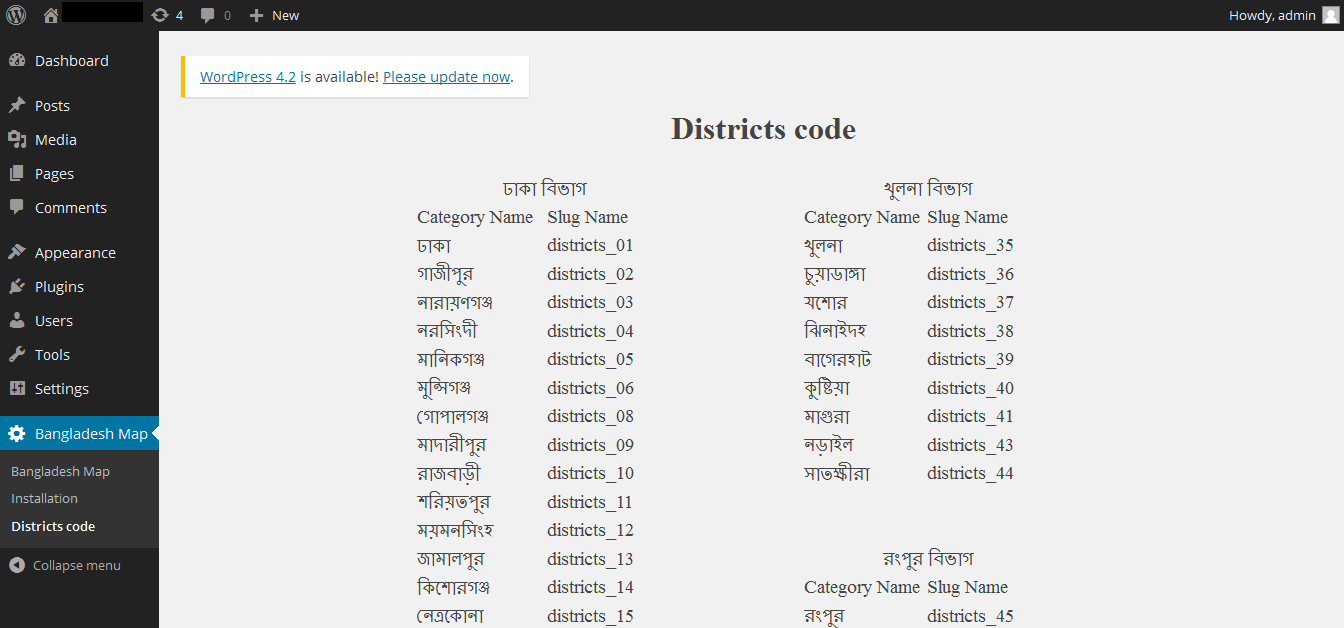 4 0 New Howdy, admin
Dashboard
Posts
Media
Pages
Comments
Appearance
Plugins
Users
Tools
Settings
Bangladesh Map
Bangladesh Map
Installation
Districts code
Collapse menu
WordPress 4.2 is available! Please update now.
Districts code
ঢাকা বিভাগ
Category Name Slug Name
ঢাকা districts_01
গাজীপুর districts_02
নারায়ণগঞ্জ districts_03
নরসিংদী districts_04
মানিকগঞ্জ districts_05
মুন্সিগঞ্জ districts_06
গোপালগঞ্জ districts_08
মাদারীপুর districts_09
রাজবাড়ী districts_10
শরিয়তপুর districts_11
ময়মনসিংহ districts_12
জামালপুর districts_13
কিশোরগঞ্জ districts_14
নেত্রকোনা districts_15
খুলনা বিভাগ
Category Name Slug Name
খুলনা districts_35
চুয়াডাঙ্গা districts_36
যশোর districts_37
ঝিনাইদহ districts_38
বাগেরহাট districts_39
কুষ্টিয়া districts_40
মাগুরা districts_41
নড়াইল districts_43
সাতক্ষীরা districts_44
রংপুর বিভাগ
Category Name Slug Name
রংপুর districts_45